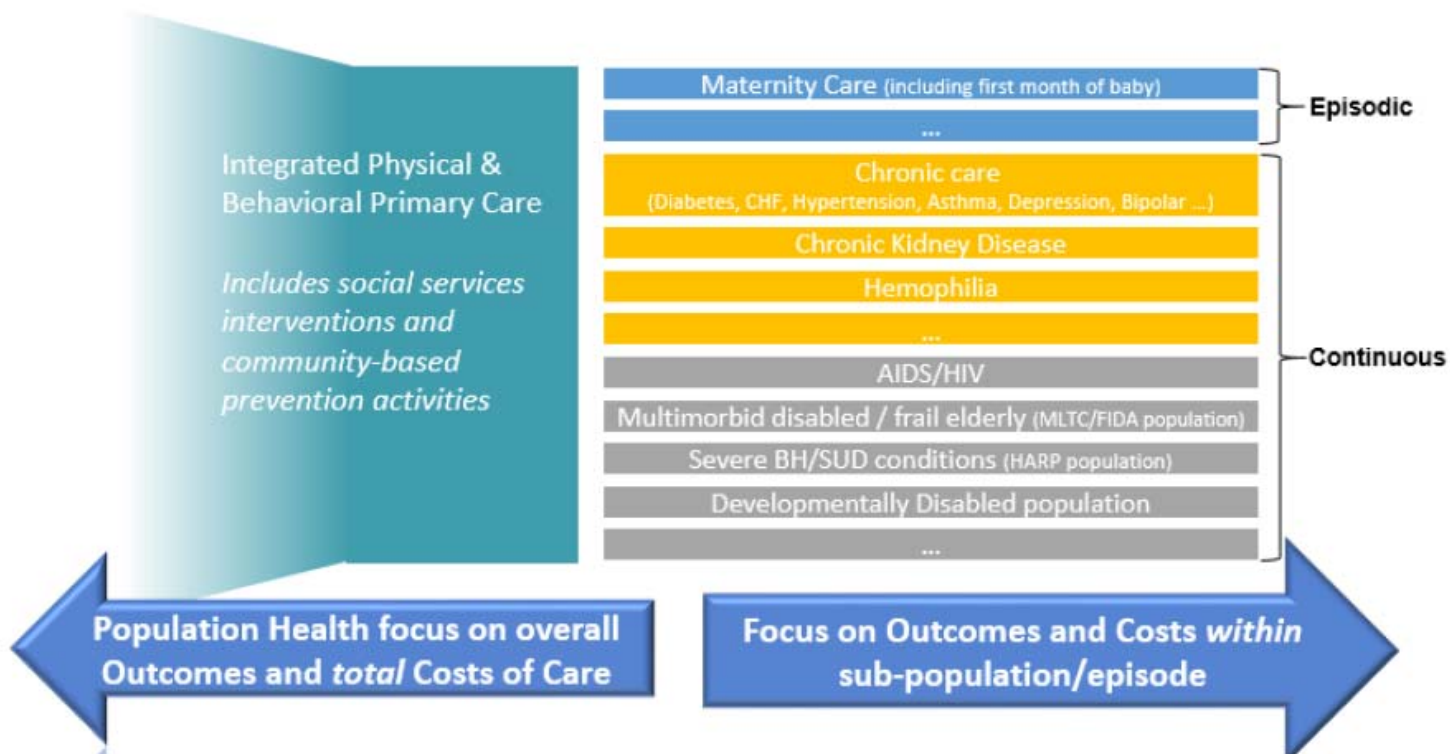 Integrated Physical &
Behavioral Primary Care
Includes social services
interventions and
community-based
prevention activities
Maternity Care (including first month of baby)
...
Episodic
Chronic care
(Diabetes, CHF, Hypertension, Asthma, Depression, Bipolar ...)
Chronic Kidney Disease
Hemophilia
...
AIDS/HIV
Multimorbid disabled / frail elderly (MLTC/FIDA population)
Severe BH/SUD conditions (HARP population)
Developmentally Disabled population
...
Continuous
Population Health focus on overall
Outcomes and total Costs of Care
Focus on Outcomes and Costs within
sub-population/episode